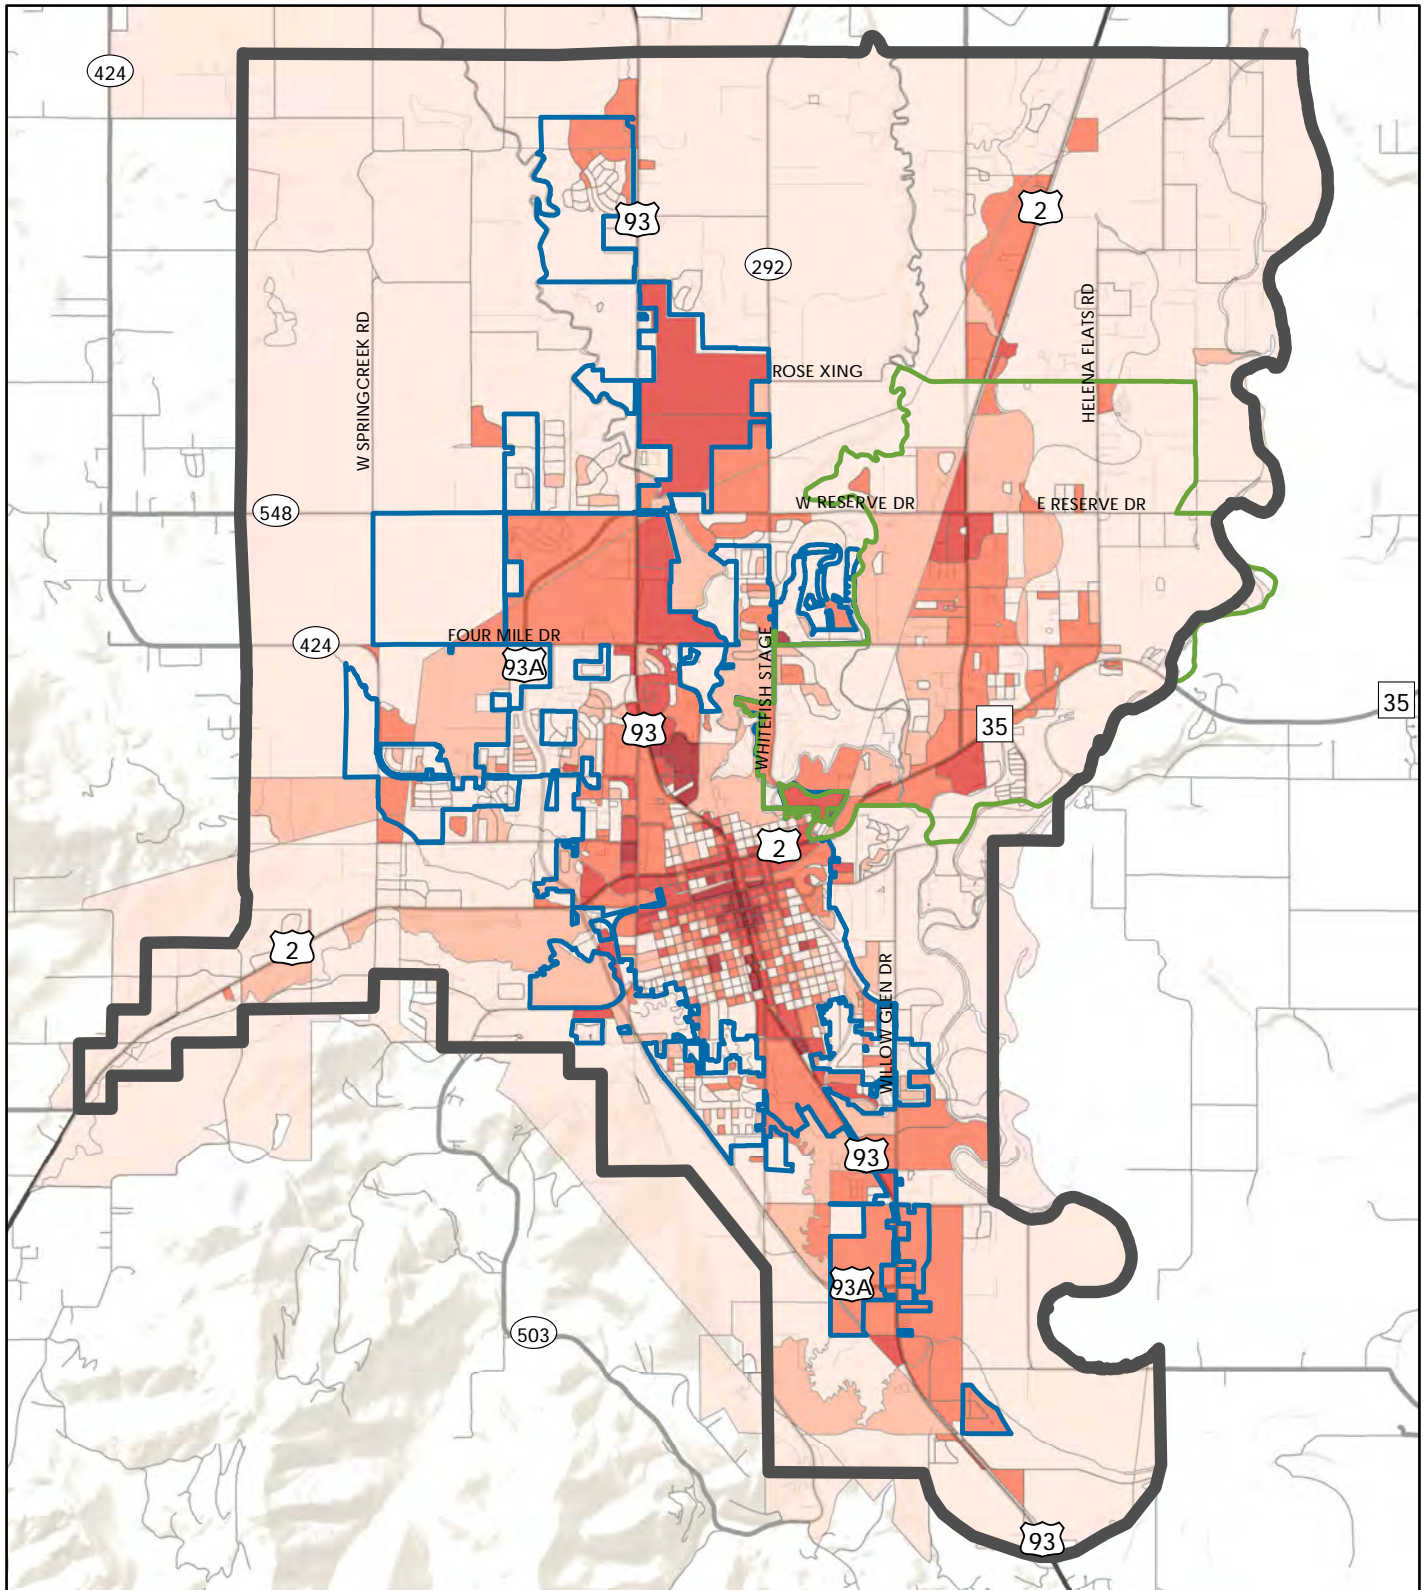 424
93
2
292
W SPRINGCREEK RD
HELENA FLATS RD
ROSE XING
548
W RESERVE DR
E RESERVE DR
424
FOUR MILE DR
93A
WHITEFISH STAGE
93
35
35
2
2
WILLOW GLEN DR
93
93A
503
93